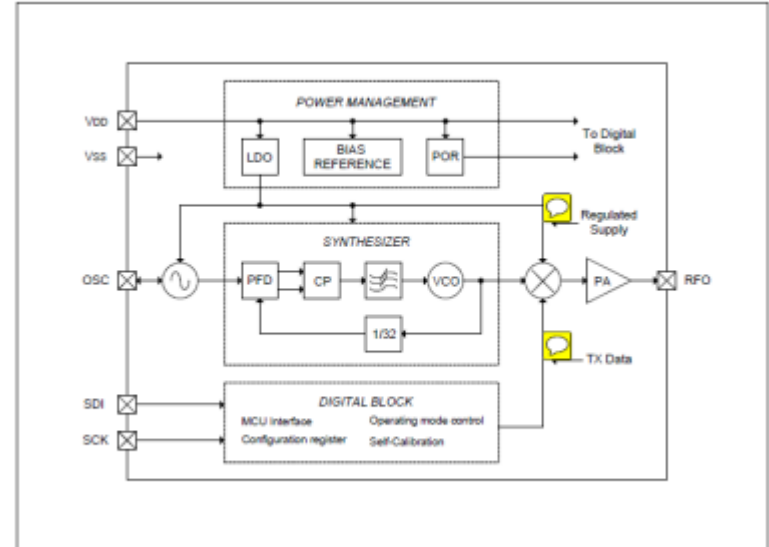 POWER MANAGEMENT
VDD
To Digital
Block
VSS
LDO
BIAS
REFERENCE
POR
Regulated
Supply
SYNTHESIZER
OSC
PFD
CP
VCO
PA
RFO
1/32
TX Data
SDI
DIGITAL BLOCK
MCU Interface
Operating mode control
SCK
Configuration register
Self-Calibration